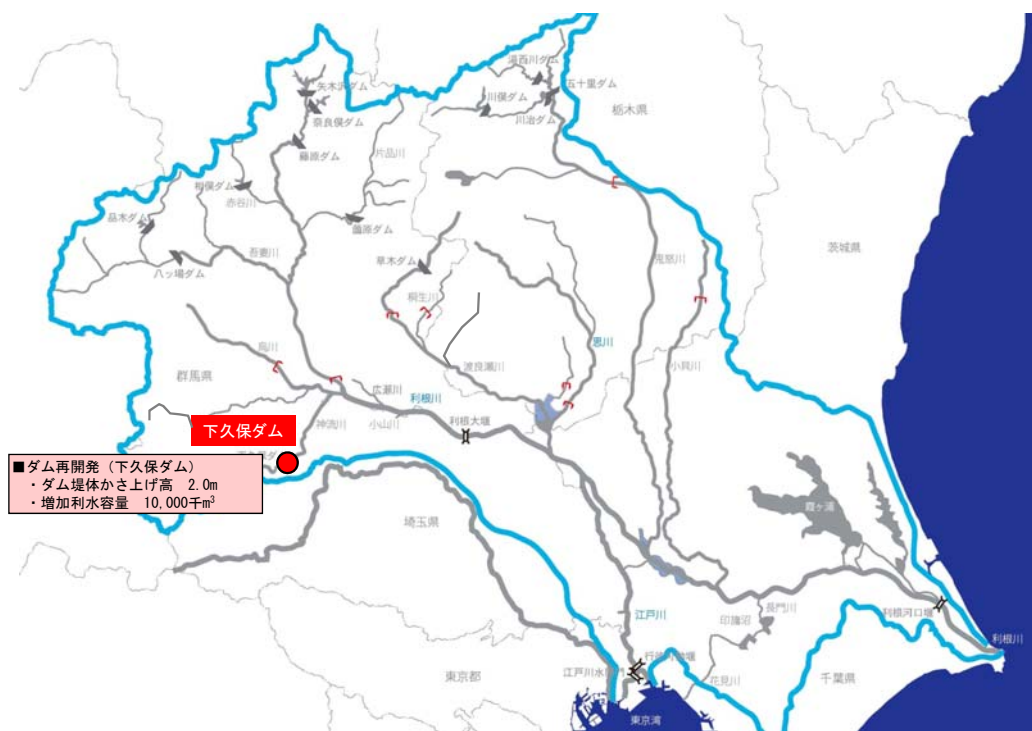 湯西川ダム
五十里ダム
矢木沢ダム
川俣ダム
栃木県
奈良俣ダム
川治ダム
藤原ダム
片品川
相俣ダム
赤谷川
品木ダム
薗原ダム
茨城県
吾妻川
鬼怒川
八ッ場ダム
草木ダム
桐生川
思川
烏川
渡良瀬川
小貝川
群馬県
広瀬川
利根川
下久保ダム
神流川
小山川
利根大堰
■ダム再開発（下久保ダム）
・ダム堤体かさ上げ高 2.0m
・増加利水容量 10,000千m³
埼玉県
霞ヶ浦
長門川
利根河口堰
江戸川
印旛沼
利根川
江戸川水閘門
東京都
花見川
千葉県
東京湾